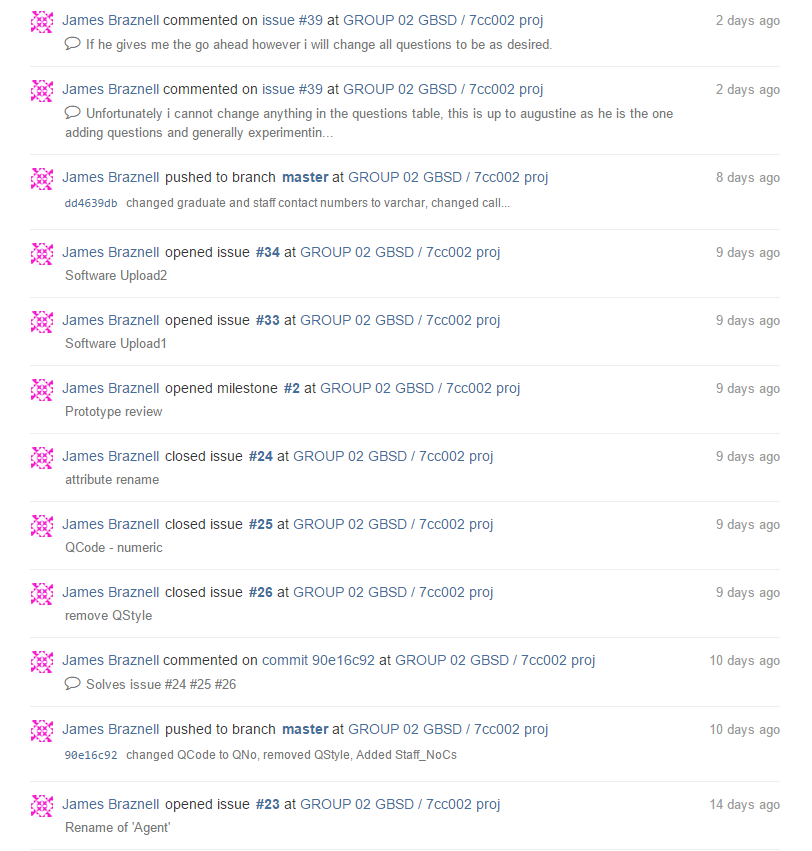 James Braznell commented on issue #39 at GROUP 02 GBSD / 7cc002 proj 2 days ago
If he gives me the go ahead however i will change all questions to be as desired.
James Braznell commented on issue #39 at GROUP 02 GBSD / 7cc002 proj 2 days ago
Unfortunately i cannot change anything in the questions table, this is up to augustine as he is the one
adding questions and generally experimentin...
James Braznell pushed to branch master at GROUP 02 GBSD / 7cc002 proj 8 days ago
dd4639db changed graduate and staff contact numbers to varchar, changed call...
James Braznell opened issue #34 at GROUP 02 GBSD / 7cc002 proj 9 days ago
Software Upload2
James Braznell opened issue #33 at GROUP 02 GBSD / 7cc002 proj 9 days ago
Software Upload1
James Braznell opened milestone #2 at GROUP 02 GBSD / 7cc002 proj 9 days ago
Prototype review
James Braznell closed issue #24 at GROUP 02 GBSD / 7cc002 proj 9 days ago
attribute rename
James Braznell closed issue #25 at GROUP 02 GBSD / 7cc002 proj 9 days ago
QCode - numeric
James Braznell closed issue #26 at GROUP 02 GBSD / 7cc002 proj 9 days ago
remove QStyle
James Braznell commented on commit 90e16c92 at GROUP 02 GBSD / 7cc002 proj 10 days ago
Solves issue #24 #25 #26
James Braznell pushed to branch master at GROUP 02 GBSD / 7cc002 proj 10 days ago
90e16c92 changed QCode to QNo, removed QStyle, Added Staff_NoCs
James Braznell opened issue #23 at GROUP 02 GBSD / 7cc002 proj 14 days ago
Rename of 'Agent'